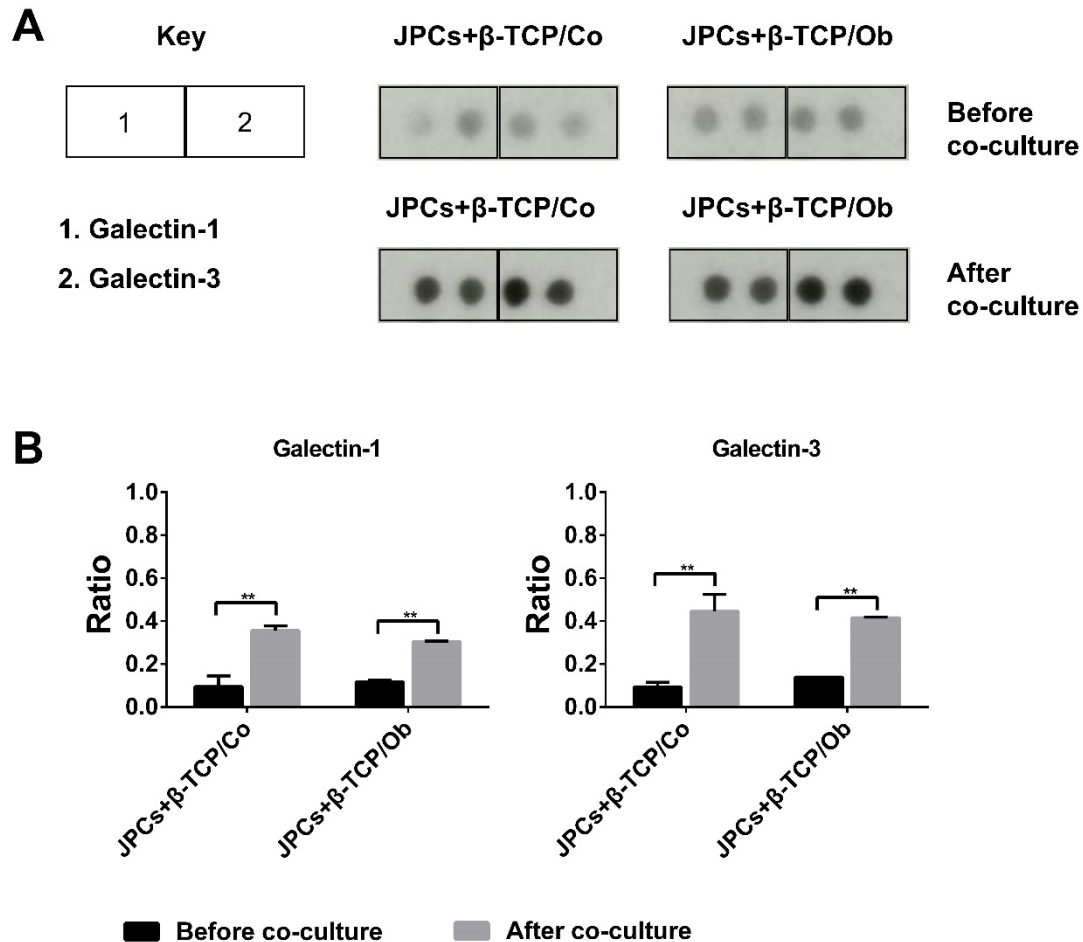 A
Key
JPCs+β-TCP/Co
JPCs+β-TCP/Ob
1
2
Before
co-culture
1. Galectin-1
2. Galectin-3
JPCs+β-TCP/Co
JPCs+β-TCP/Ob
After
co-culture
B
Galectin-1
Ratio
1.0
0.8
0.6
0.4
0.2
0.0
**
**
JPCs+β-TCP/Co
JPCs+β-TCP/Ob
Galectin-3
Ratio
1.0
0.8
0.6
0.4
0.2
0.0
**
**
JPCs+β-TCP/Co
JPCs+β-TCP/Ob
Before co-culture
After co-culture